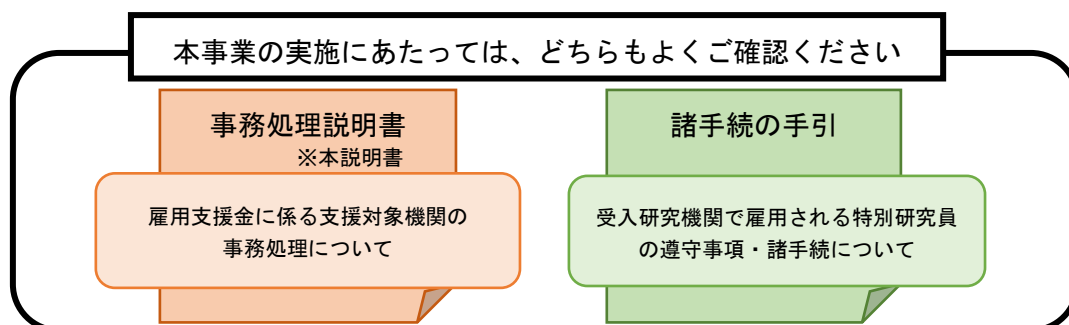 本事業の実施にあたっては、どちらもよくご確認ください
事務処理説明書
※本説明書
雇用支援金に係る支援対象機関の
事務処理について
諸手続の手引
受入研究機関で雇用される特別研究員
の遵守事項・諸手続について